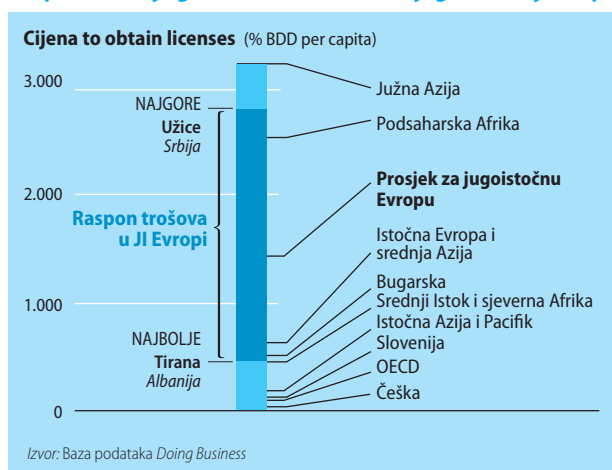 Cijena to obtain licenses (% BDD per capita)
3.000
2.000
1.000
0
NAJGORE
Užice
Srbija
Raspon trošova
u JI Evropi
NAJBOLJE
Tirana
Albanija
Južna Azija
Podsaharska Afrika
Prosjek za jugoistočnu
Evropu
Istočna Evropa i
srednja Azija
Bugarska
Srednji Istok i sjeverna Afrika
Istočna Azija i Pacifik
Slovenija
OECD
Češka
Izvor: Baza podataka Doing Business